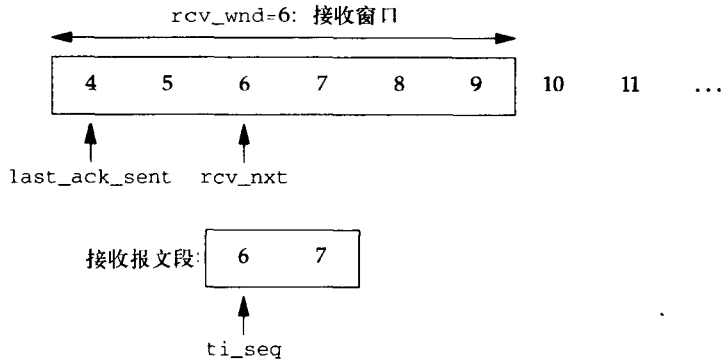 rcv_wnd=6: 接收窗口
4 5 6 7 8 9 10 11 ...
last_ack_sent rcv_nxt
接收报文段: 6 7
ti_seq